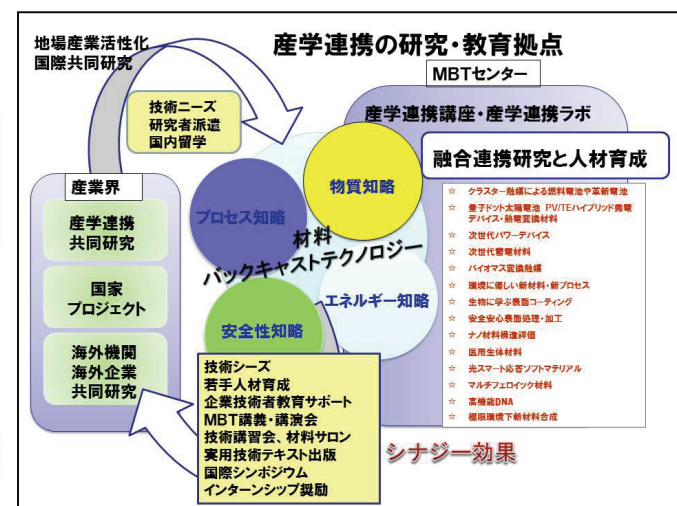 地場産業活性化
国際共同研究
産学連携の研究・教育拠点
MBTセンター
産学連携講座・産学連携ラボ
技術ニーズ
研究者派遣
国内留学
融合連携研究と人材育成
産業界
産学連携
共同研究
国家
プロジェクト
海外機関
海外企業
共同研究
物質知略
プロセス知略
材料
バックキャストテクノロジー
エネルギー知略
安全性知略
☆ クラスター触媒による燃料電池や革新電池
☆ 量子ドット太陽電池 PV/TEハイブリッド発電
デバイス・熱電変換材料
☆ 次世代パワーデバイス
☆ 次世代蓄電材料
☆ バイオマス変換触媒
☆ 環境に優しい新材料・新プロセス
☆ 生物に学ぶ表面コーティング
☆ 安全安心表面処理・加工
☆ ナノ材料構造評価
☆ 医用生体材料
☆ 光スマート応答ソフトマテリアル
☆ マルチフェロイック材料
☆ 高機能DNA
☆ 極限環境下新材料合成
技術シーズ
若手人材育成
企業技術者教育サポート
MBT講義・講演会
技術講習会、材料サロン
実用技術テキスト出版
国際シンポジウム
インターンシップ奨励
シナジー効果